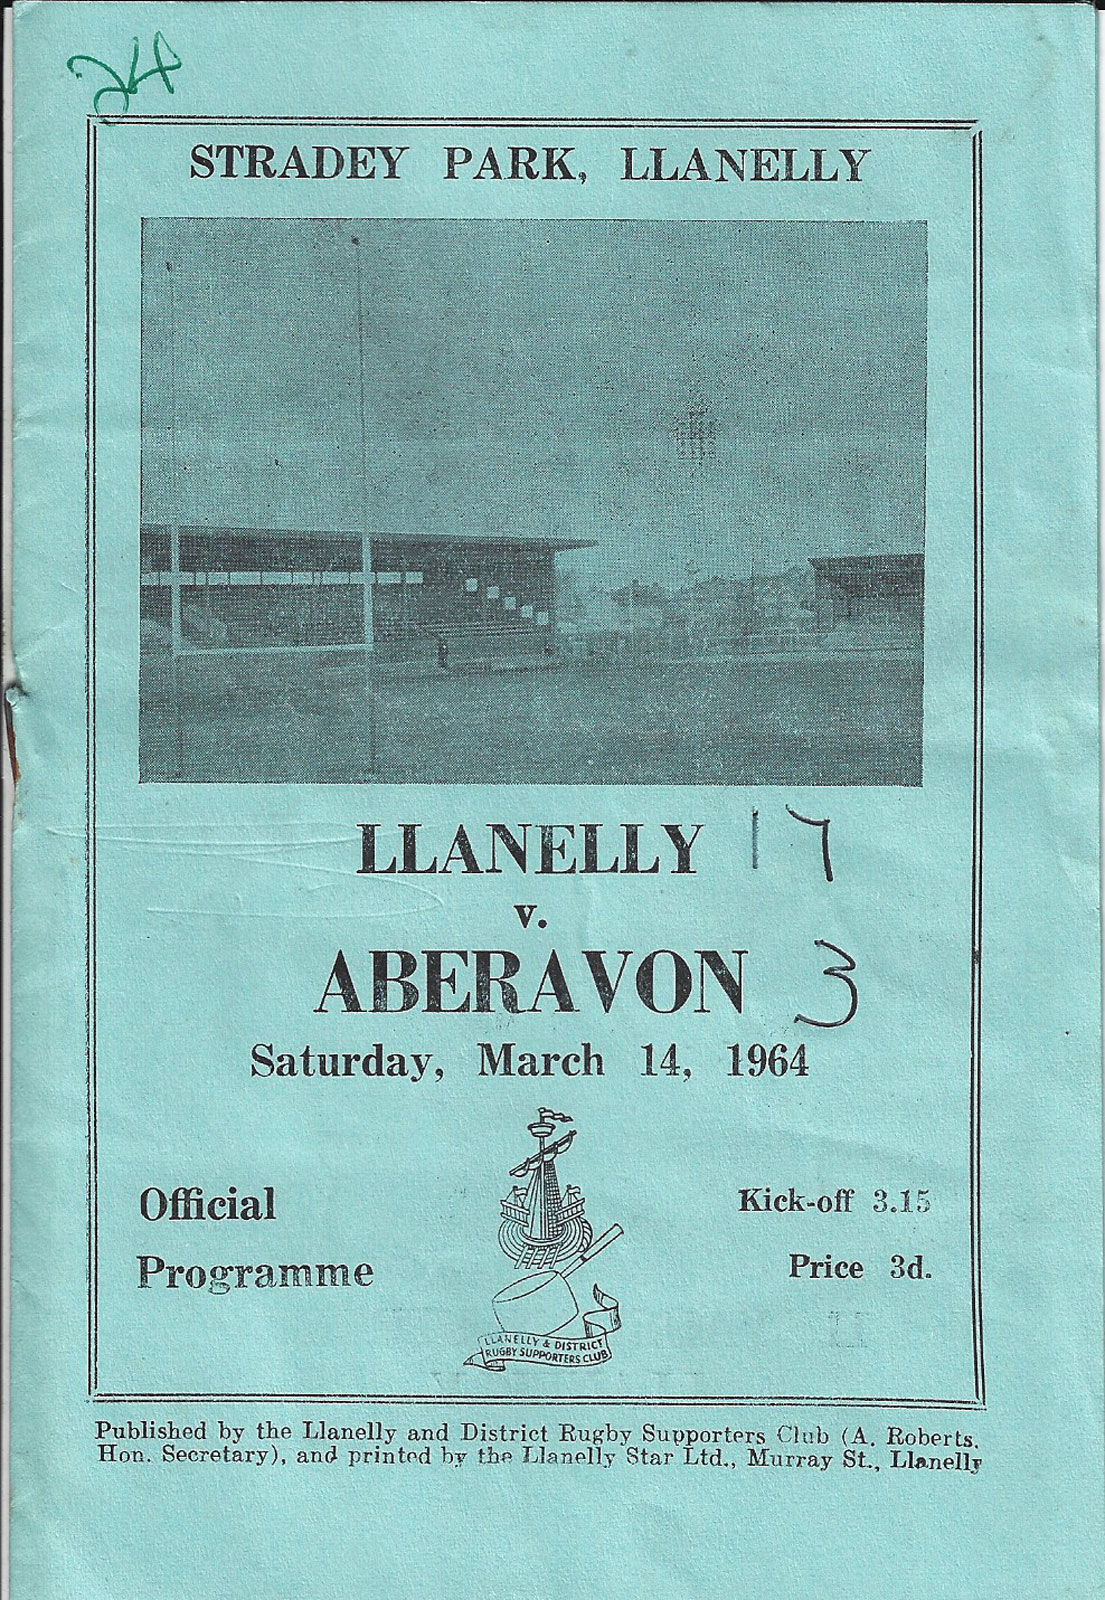 24
STRADEY PARK, LLANELLY
LLANELLY 17
v.
ABERAVON 3
Saturday, March 14, 1964
Official
Programme
Kick-off 3.15
Price 3d.
LLANELLY & DISTRICT
RUGBY SUPPORTERS CLUB
Published by the Llanelly and District Rugby Supporters Club (A. Roberts,
Hon. Secretary), and printed by the Llanelly Star Ltd., Murray St., Llanelly